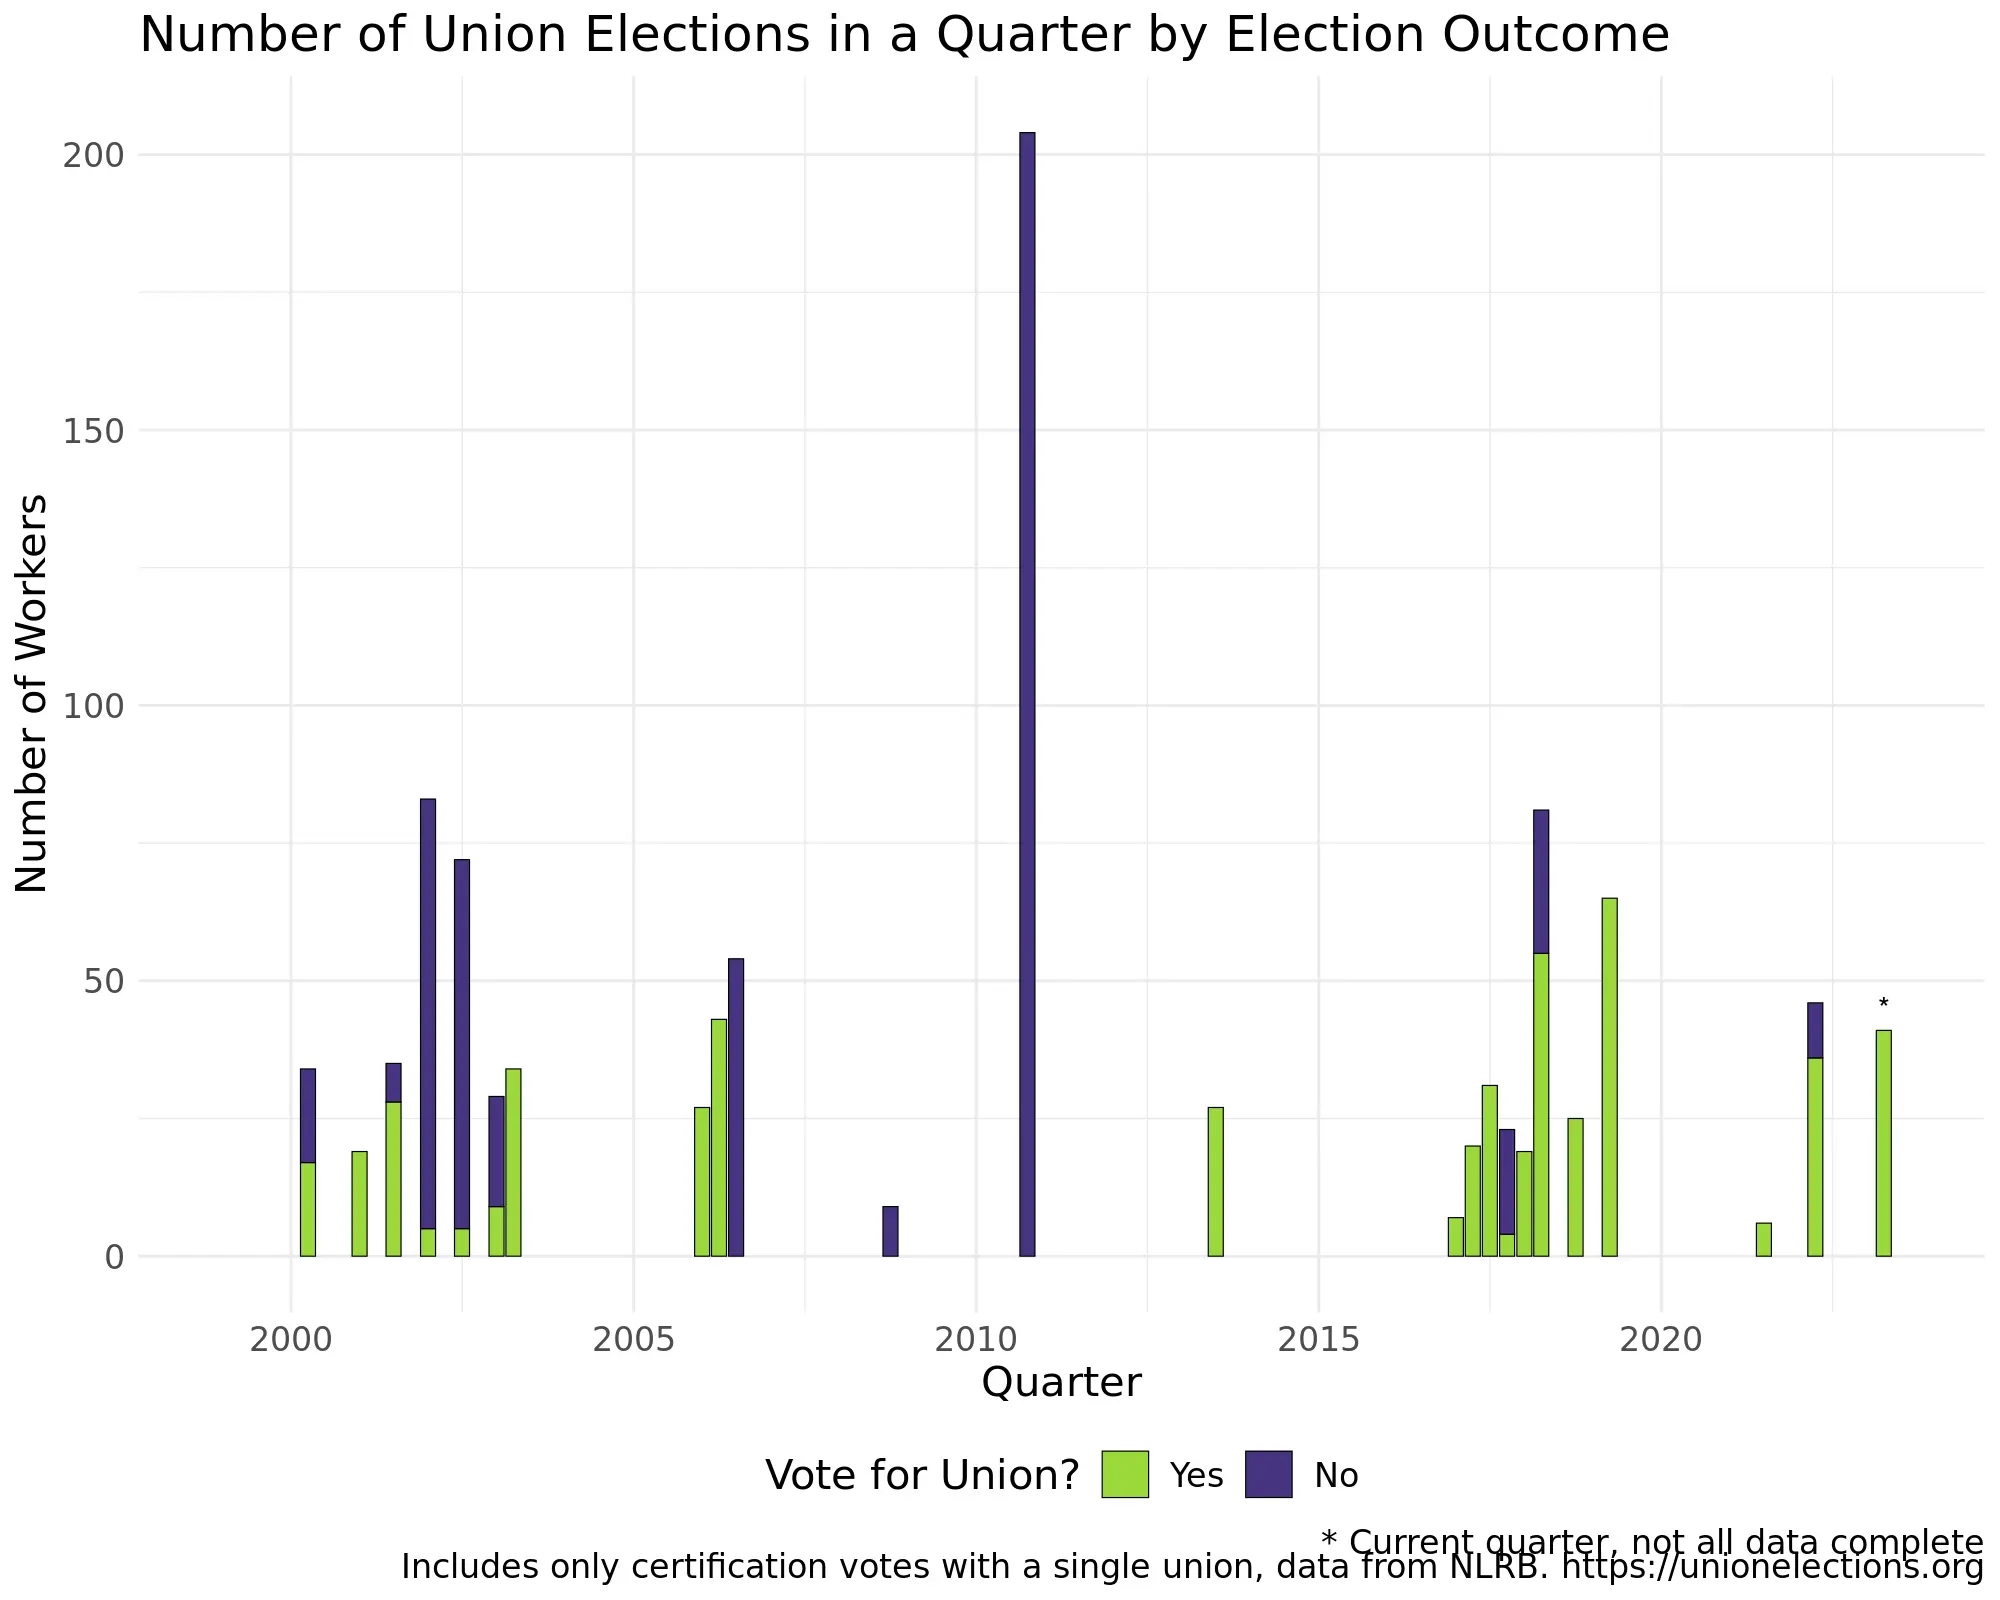 Number of Union Elections in a Quarter by Election Outcome
Number of Workers
200
150
100
50
0
*
2000 2005 2010 2015 2020
Quarter
Vote for Union? Yes No
* Current quarter, not all data complete
Includes only certification votes with a single union, data from NLRB. https://unionelections.org